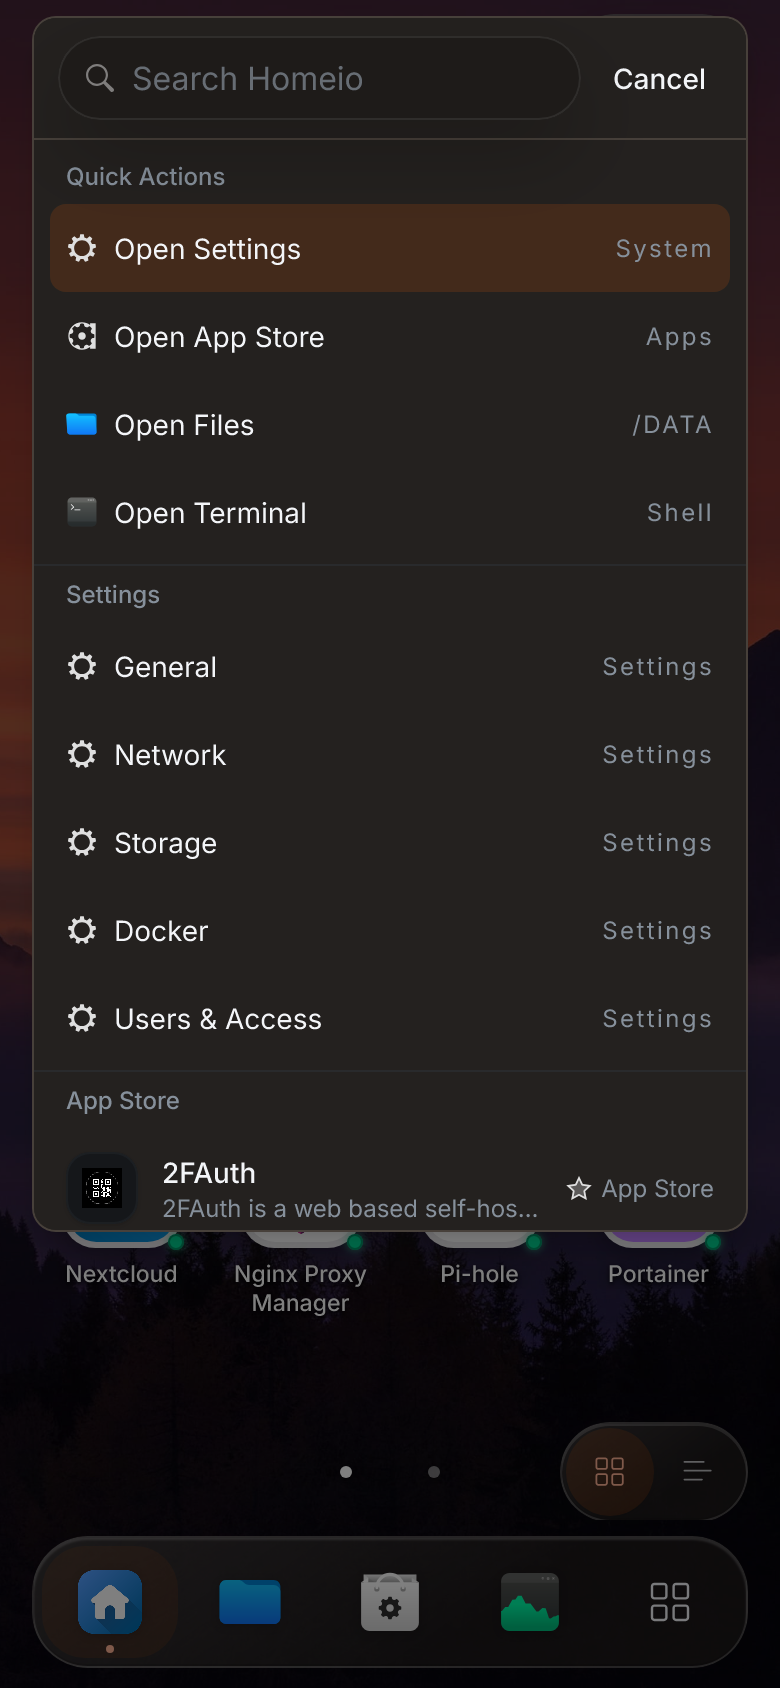 Search Homeio
Cancel
Quick Actions
Open Settings
System
Open App Store
Apps
Open Files
/DATA
Open Terminal
Shell
Settings
General
Settings
Network
Settings
Storage
Settings
Docker
Settings
Users & Access
Settings
App Store
2FAuth
2FAuth is a web based self-hos...
App Store
Nextcloud
Nginx Proxy
Manager
Pi-hole
Portainer